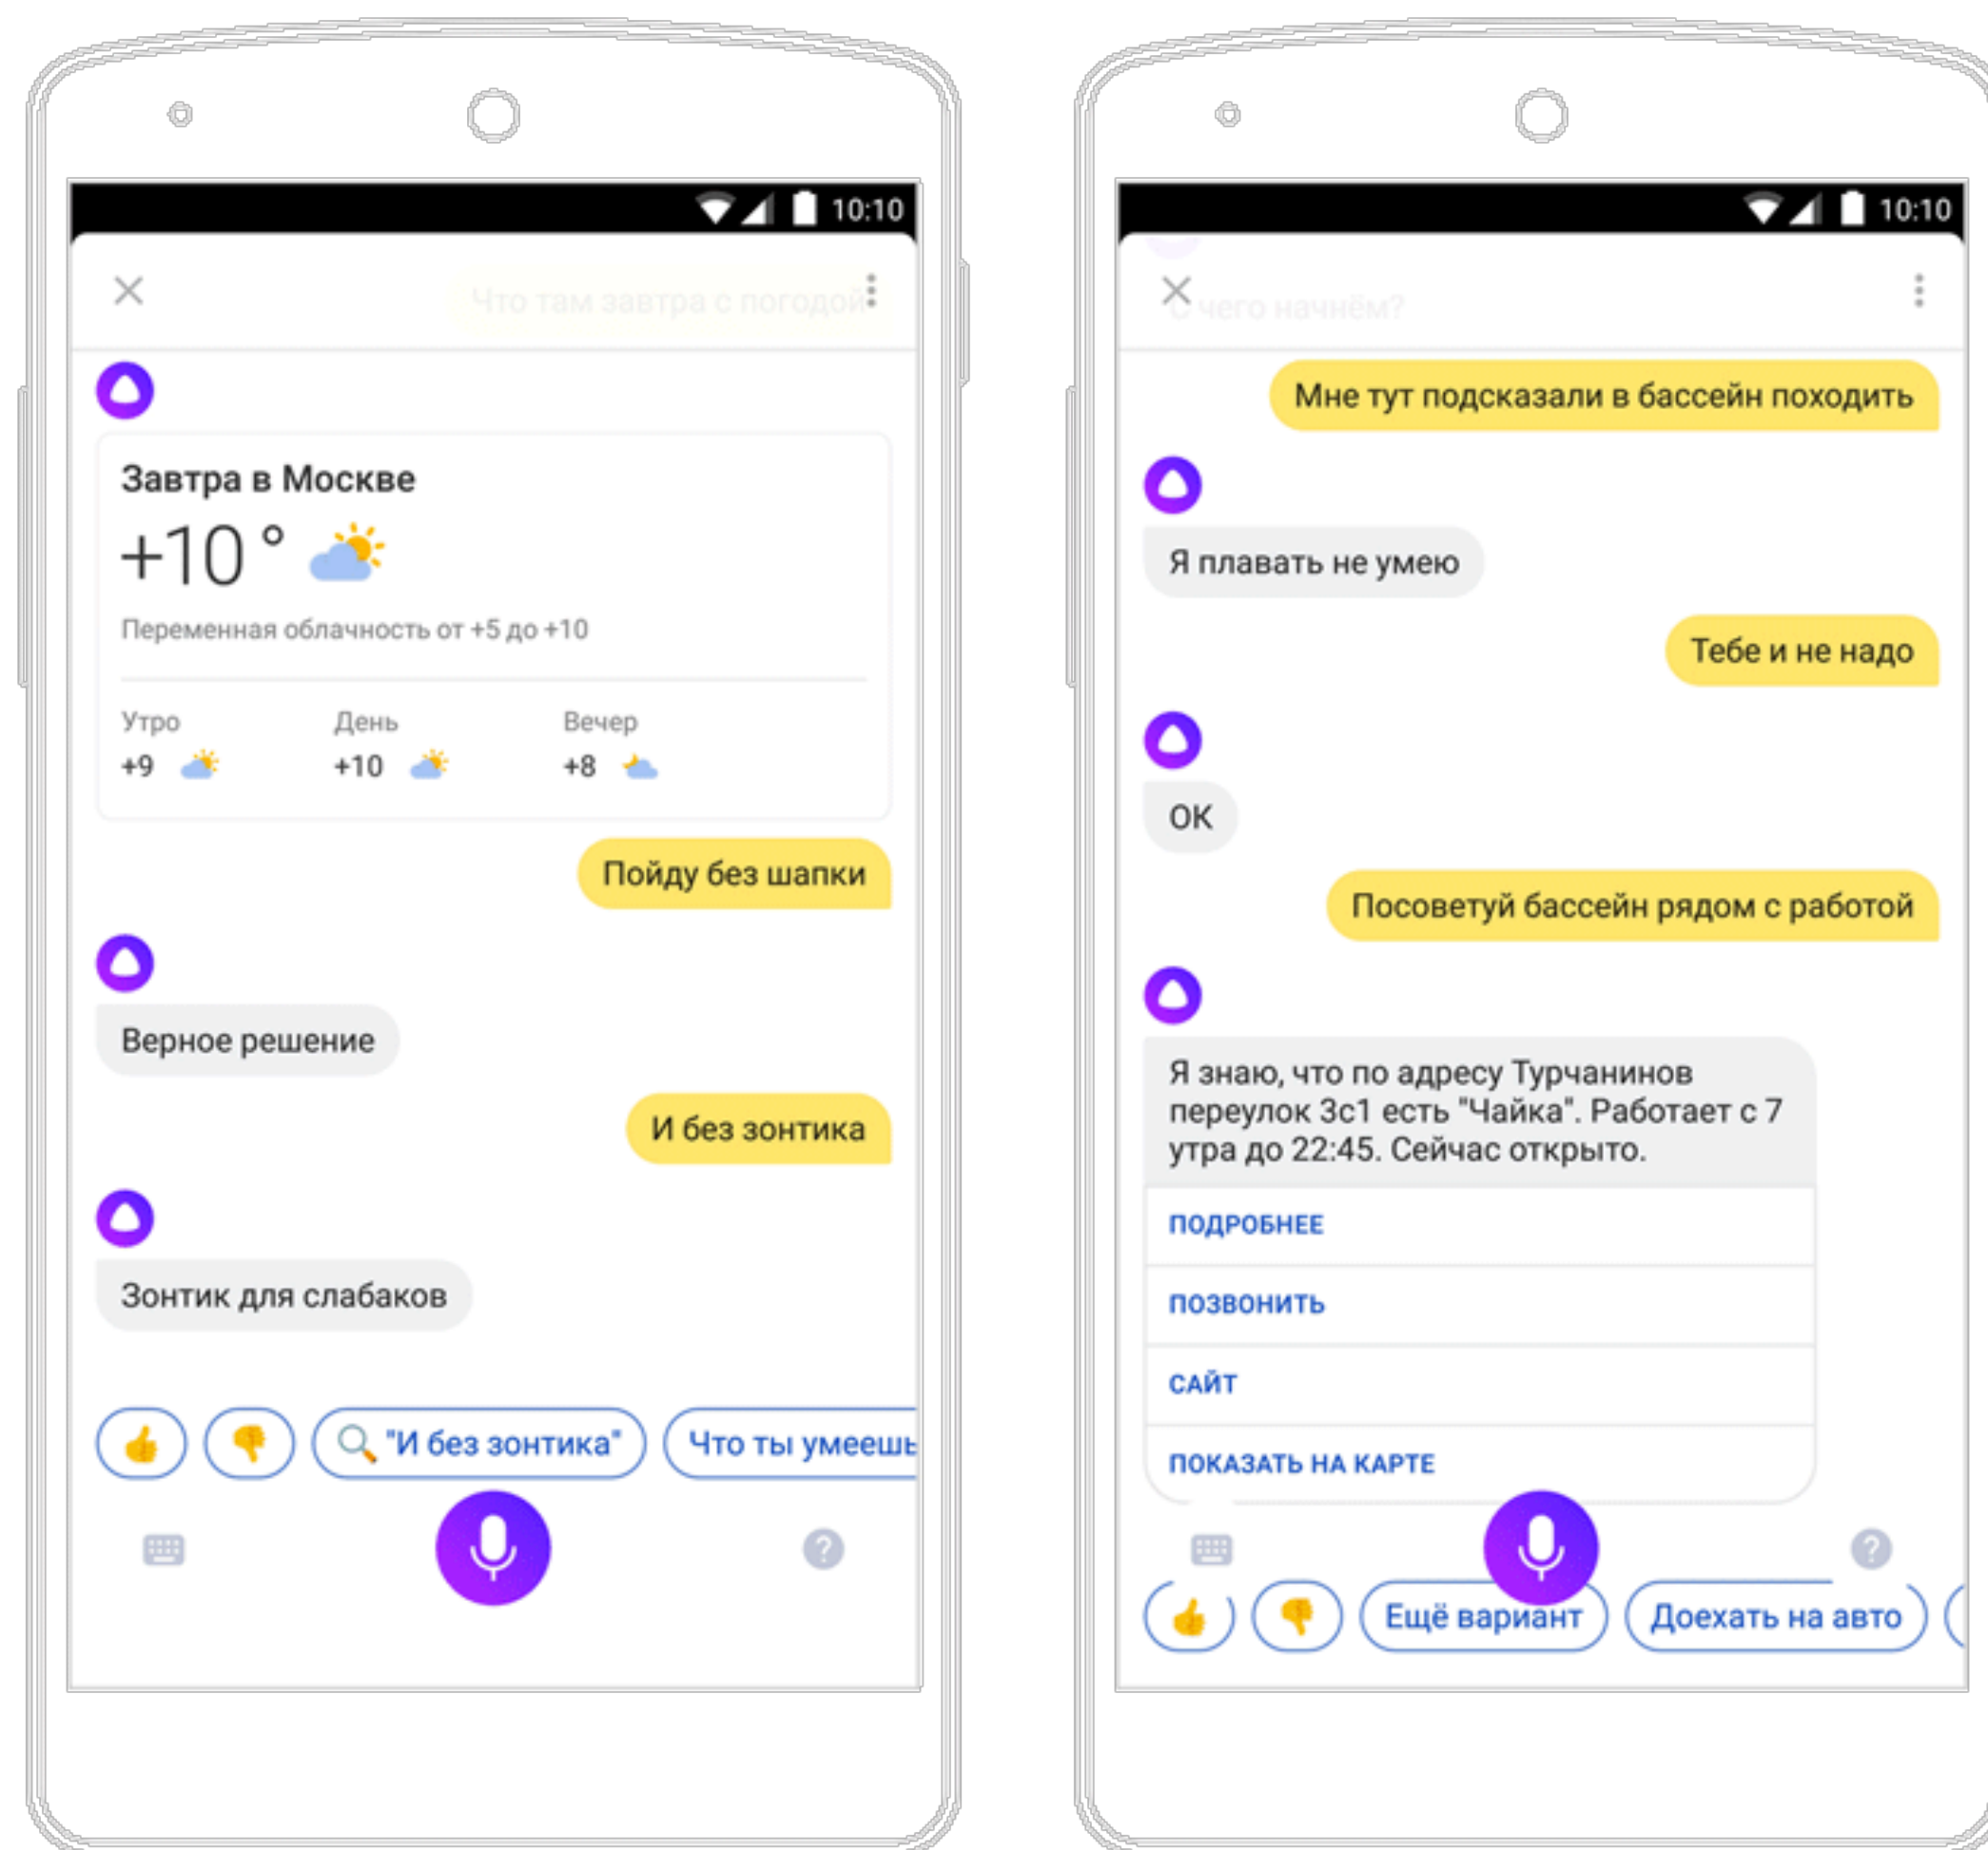 10:10
Что там завтра с погодой
Завтра в Москве
+10 °
Переменная облачность от +5 до +10
Утро День Вечер
+9 +10 +8
Пойду без шапки
Верное решение
И без зонтика
Зонтик для слабаков
"И без зонтика" Что ты умеешь
?
10:10
С чего начнём?
Мне тут подсказали в бассейн походить
Я плавать не умею
Тебе и не надо
ОК
Посоветуй бассейн рядом с работой
Я знаю, что по адресу Турчанинов
переулок 3с1 есть "Чайка". Работает с 7
утра до 22:45. Сейчас открыто.
ПОДРОБНЕЕ
ПОЗВОНИТЬ
САЙТ
ПОКАЗАТЬ НА КАРТЕ
?
Ещё вариант Доехать на авто